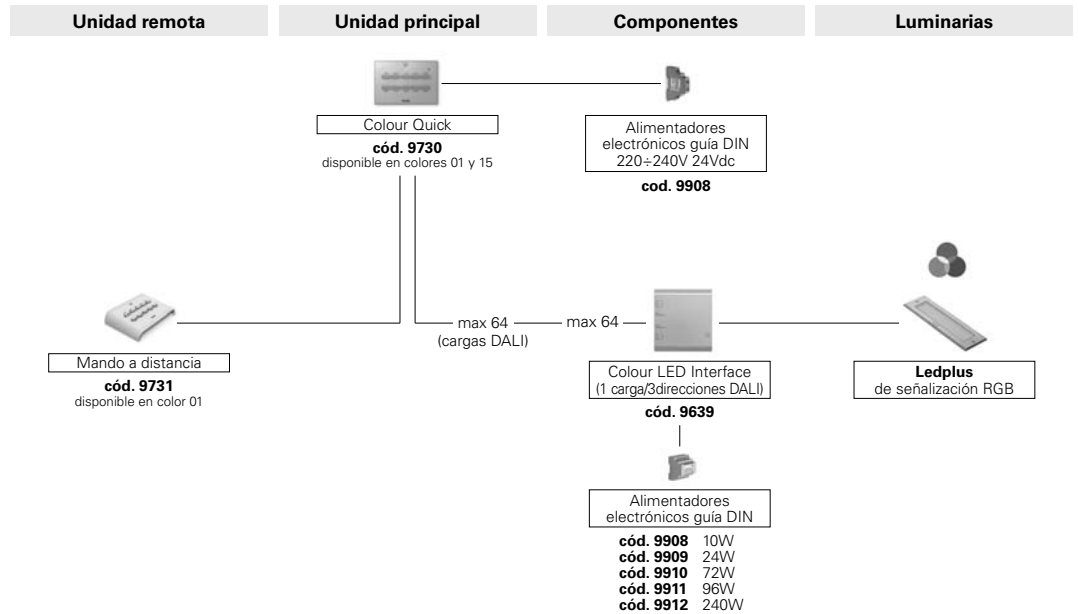 Unidad remota
Unidad principal
Componentes
Luminarias
Colour Quick
cód. 9730
disponible en colores 01 y 15
Alimentadores
electrónicos guía DIN
220÷240V 24Vdc
cod. 9908
Mando a distancia
cód. 9731
disponible en color 01
max 64
(cargas DALI)
max 64
Colour LED Interface
(1 carga/3direcciones DALI)
cód. 9639
Ledplus
de señalización RGB
Alimentadores
electrónicos guía DIN
cód. 9908 10W
cód. 9909 24W
cód. 9910 72W
cód. 9911 96W
cód. 9912 240W